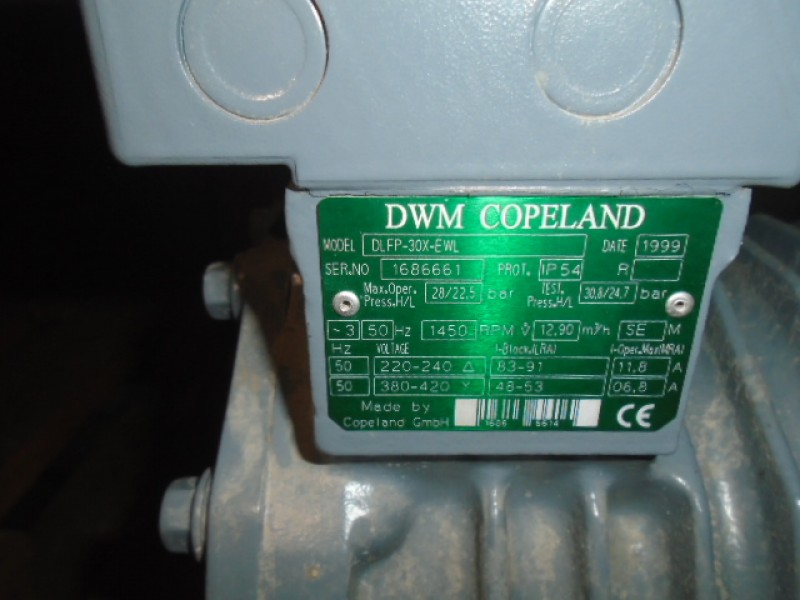 DWM COPELAND
MODEL DLFP-30X-EWL DATE 1999
SER.NO 1686661 PROT. IP54 R
Max.Oper. Press.H/L 28/22,5 bar TEST. Press.H/L 30,8/24,7 bar
~3 50 Hz 1450 RPM V 12,90 m³/h SE M
Hz VOLTAGE I-Block.(LRA) I-Oper.Max(MRA)
50 220-240 Δ 83-91 11,8 A
50 380-420 Y 48-53 06,8 A
Made by
Copeland GmbH CE